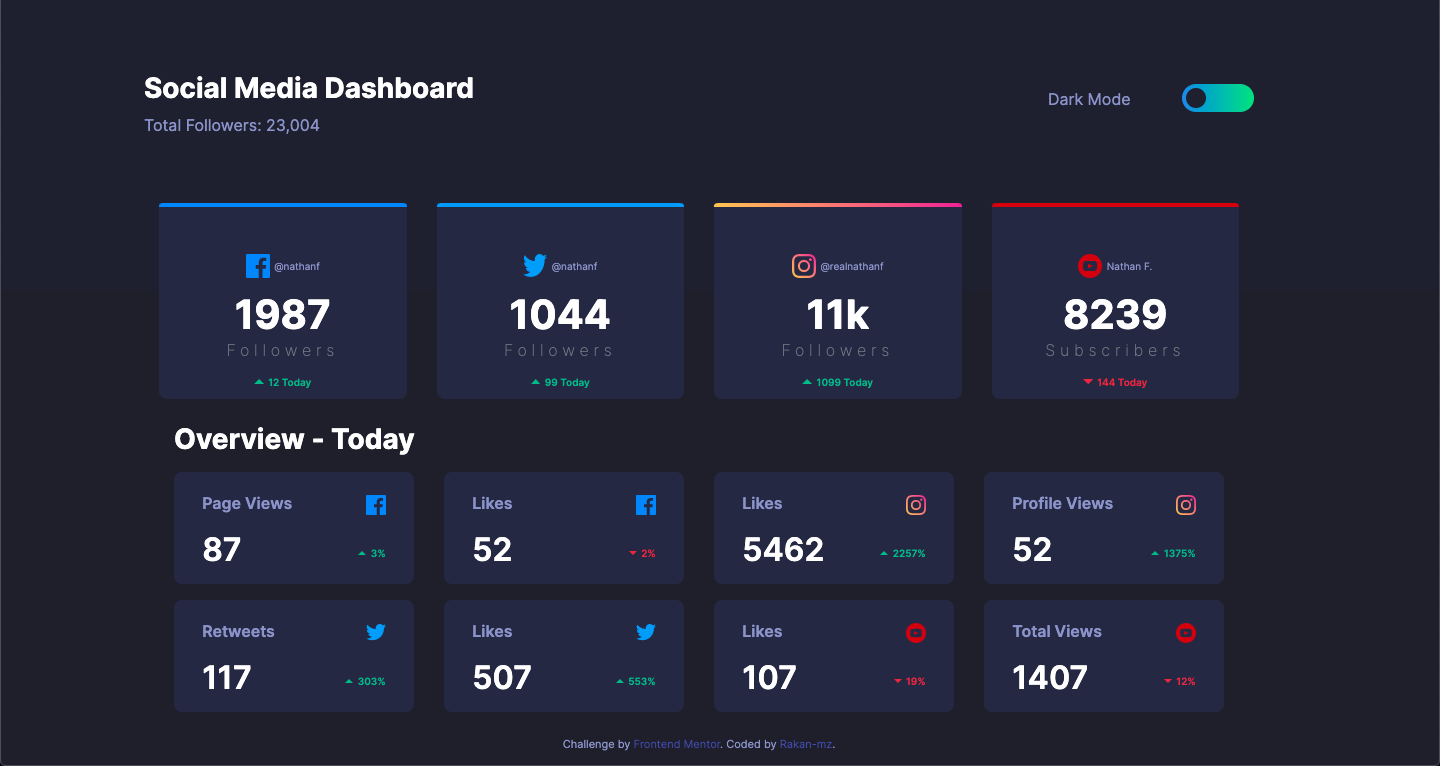 Social Media Dashboard
Total Followers: 23,004
Dark Mode
@nathanf
1987
Followers
12 Today
@nathanf
1044
Followers
99 Today
@realnathanf
11k
Followers
1099 Today
Nathan F.
8239
Subscribers
144 Today
Overview - Today
Page Views
87
3%
Likes
52
2%
Likes
5462
2257%
Profile Views
52
1375%
Retweets
117
303%
Likes
507
553%
Likes
107
19%
Total Views
1407
12%
Challenge by Frontend Mentor. Coded by Rakan-mz.